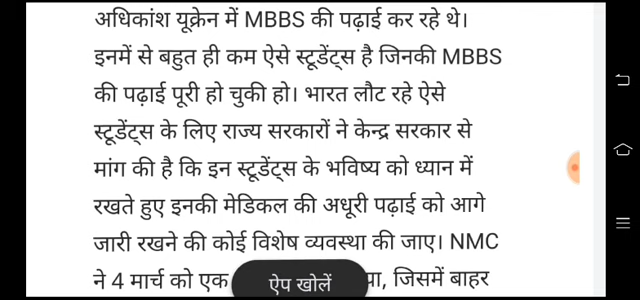 अधिकांश यूक्रेन में MBBS की पढ़ाई कर रहे थे।
इनमें से बहुत ही कम ऐसे स्टूडेंट्स है जिनकी MBBS
की पढ़ाई पूरी हो चुकी हो। भारत लौट रहे ऐसे
स्टूडेंट्स के लिए राज्य सरकारों ने केन्द्र सरकार से
मांग की है कि इन स्टूडेंट्स के भविष्य को ध्यान में
रखते हुए इनकी मेडिकल की अधूरी पढ़ाई को आगे
जारी रखने की कोई विशेष व्यवस्था की जाए। NMC
ने 4 मार्च को एक जिसमें बाहर
ऐप खोलें